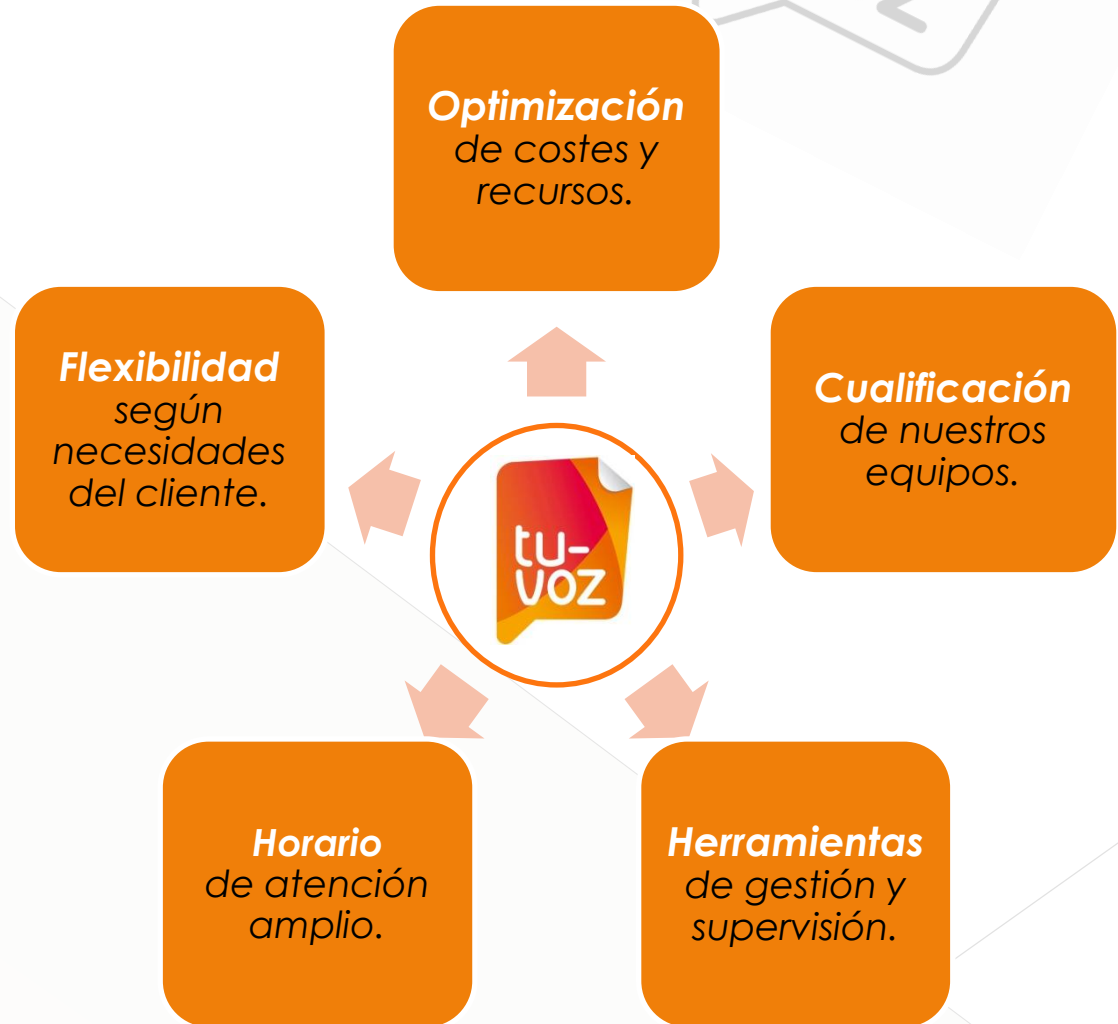 Optimización
de costes y
recursos.
Flexibilidad
según
necesidades
del cliente.
Cualificación
de nuestros
equipos.
tu-
voz
Horario
de atención
amplio.
Herramientas
de gestión y
supervisión.